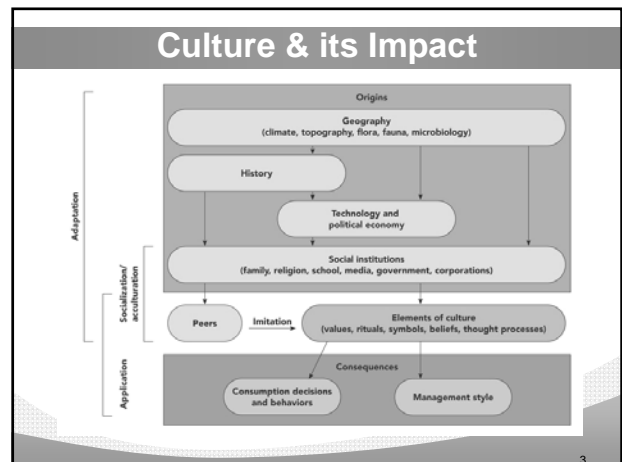 Culture & its Impact
Origins
Geography
(climate, topography, flora, fauna, microbiology)
History
Technology and
political economy
Social institutions
(family, religion, school, media, government, corporations)
Peers
Imitation
Elements of culture
(values, rituals, symbols, beliefs, thought processes)
Consequences
Consumption decisions
and behaviors
Management style
Adaptation
Socialization/
acculturation
Application
3